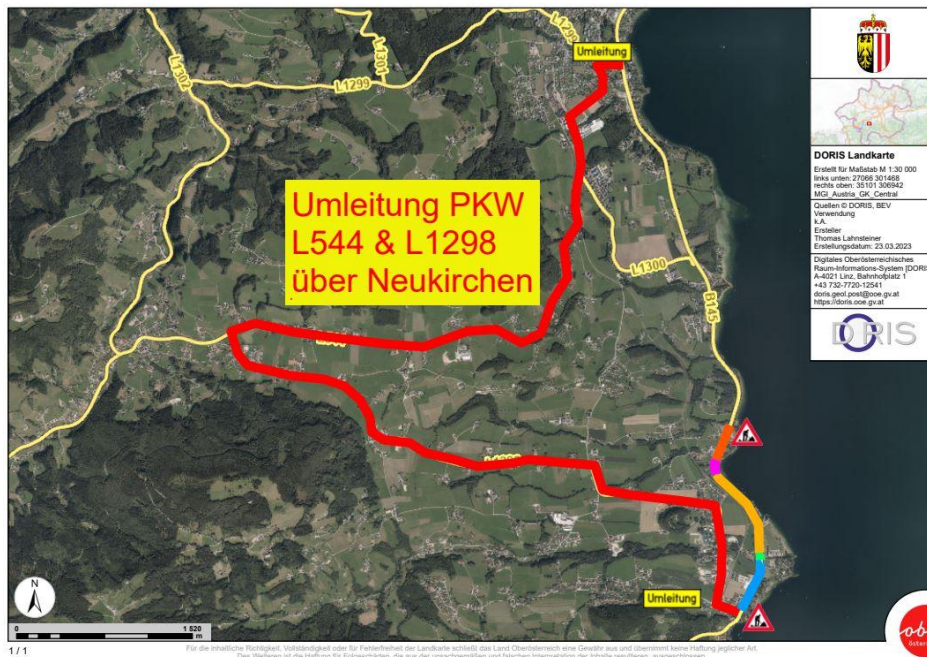 L1299
Umleitung
L1302
L1301
L1299
Umleitung PKW
L544 & L1298
über Neukirchen
L1300
B145
Umleitung
N
0 1 520
m
1 / 1
DORIS Landkarte
Erstellt für Maßstab M 1:30 000
links unten: 27066 301468
rechts oben: 35101 306942
MGI_Austria_GK_Central
Quellen © DORIS, BEV
Verwendung
k.A.
Ersteller
Thomas Lahnsteiner
Erstellungsdatum: 23.03.2023
Digitales Oberösterreichisches
Raum-Informations-System [DORIS
A-4021 Linz, Bahnhofplatz 1
+43 732-7720-12541
doris.geol.post@ooe.gv.at
https://doris.ooe.gv.at
DORIS
Für die inhaltliche Richtigkeit, Vollständigkeit oder für Fehlerfreiheit der Landkarte schließt das Land Oberösterreich eine Gewähr aus und übernimmt keine Haftung jeglicher Art.